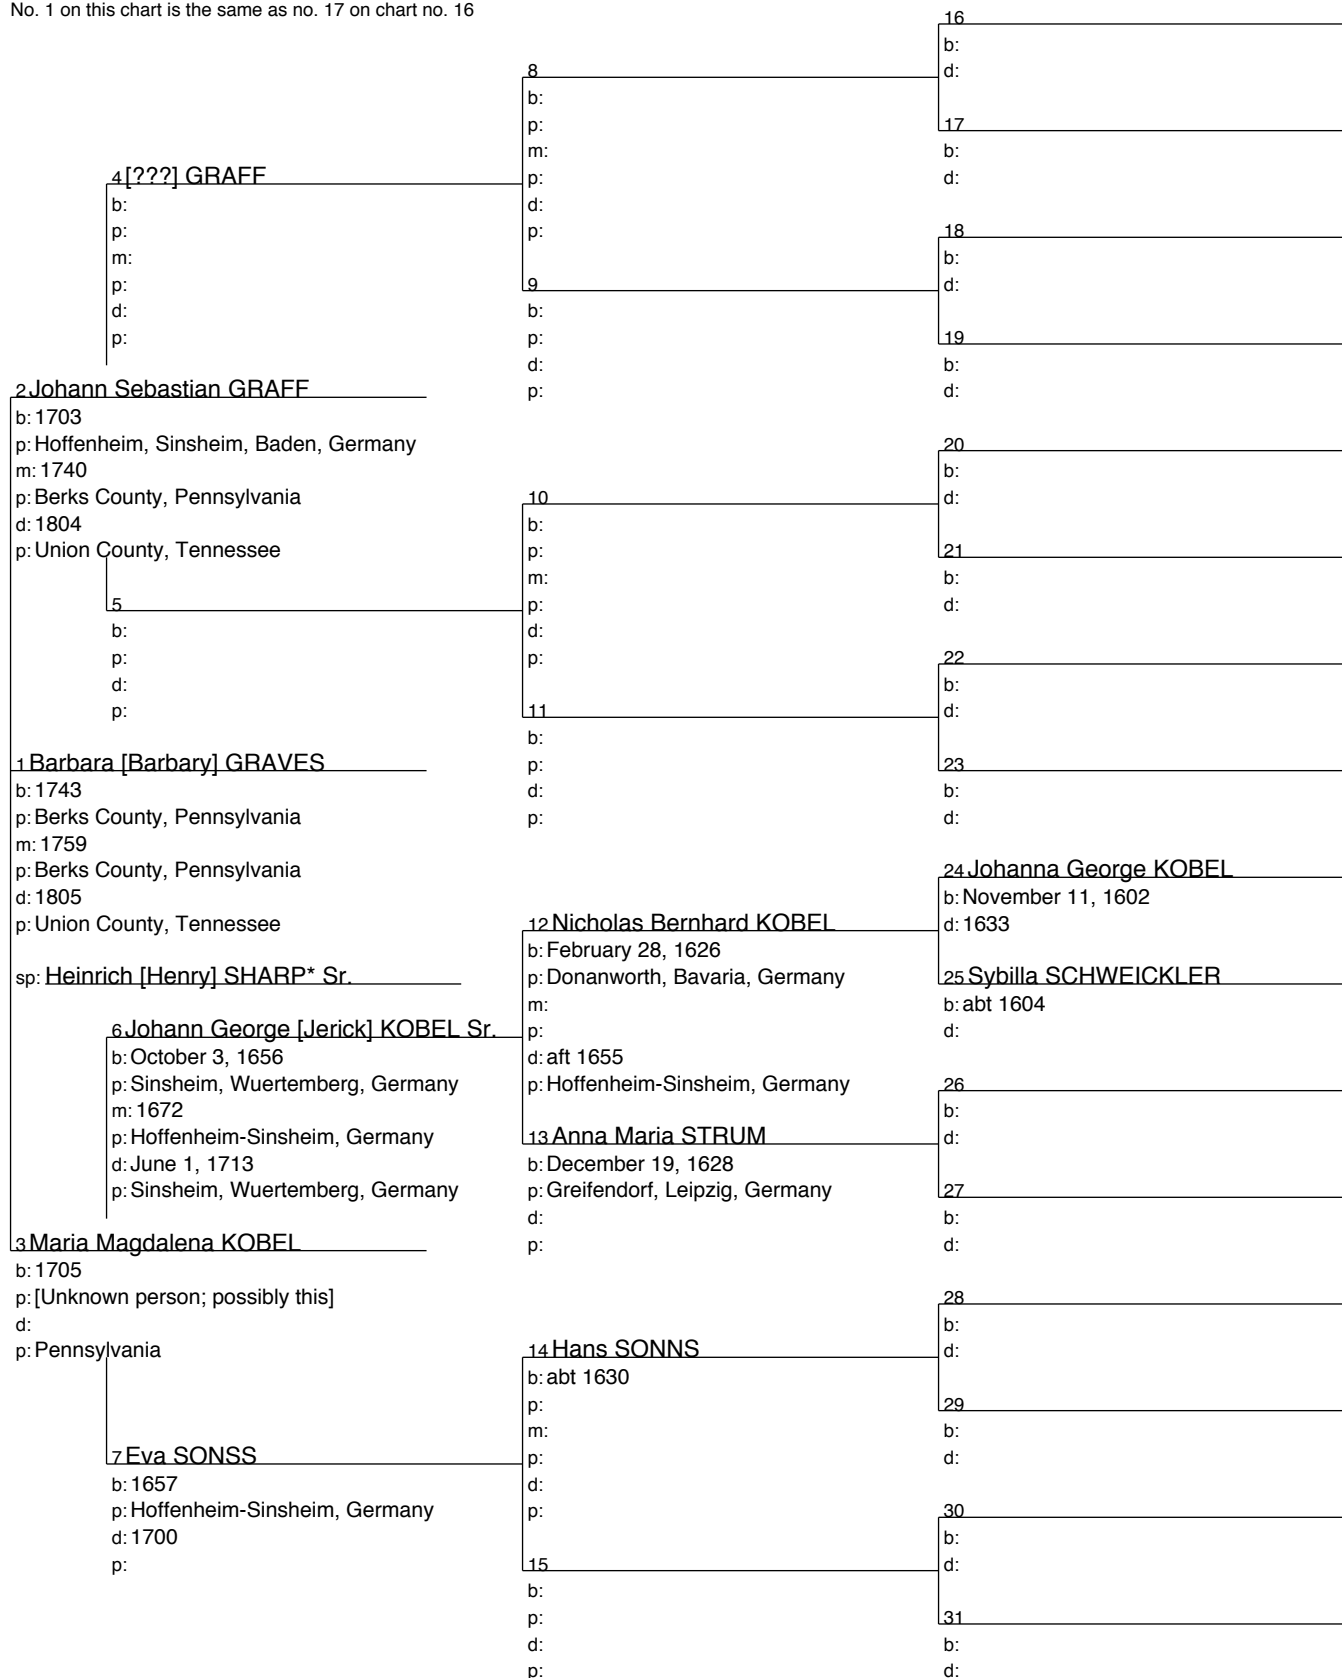 No. 1 on this chart is the same as no. 17 on chart no. 16
16
b:
d:
8
b:
p:
m:
p:
d:
p:
17
b:
d:
4 [???] GRAFF
b:
p:
m:
p:
d:
p:
18
b:
d:
9
b:
p:
d:
p:
19
b:
d:
2 Johann Sebastian GRAFF
b: 1703
p: Hoffenheim, Sinsheim, Baden, Germany
m: 1740
p: Berks County, Pennsylvania
d: 1804
p: Union County, Tennessee
20
b:
d:
10
b:
p:
m:
p:
d:
p:
21
b:
d:
5
b:
p:
d:
p:
22
b:
d:
11
b:
p:
d:
p:
23
b:
d:
1 Barbara [Barbary] GRAVES
b: 1743
p: Berks County, Pennsylvania
m: 1759
p: Berks County, Pennsylvania
d: 1805
p: Union County, Tennessee
sp: Heinrich [Henry] SHARP* Sr.
24 Johanna George KOBEL
b: November 11, 1602
d: 1633
12 Nicholas Bernhard KOBEL
b: February 28, 1626
p: Donanworth, Bavaria, Germany
m:
p:
d: aft 1655
p: Hoffenheim-Sinsheim, Germany
25 Sybilla SCHWEICKLER
b: abt 1604
d:
6 Johann George [Jerick] KOBEL Sr.
b: October 3, 1656
p: Sinsheim, Wuertemberg, Germany
m: 1672
p: Hoffenheim-Sinsheim, Germany
d: June 1, 1713
p: Sinsheim, Wuertemberg, Germany
26
b:
d:
13 Anna Maria STRUM
b: December 19, 1628
p: Greifendorf, Leipzig, Germany
d:
p:
27
b:
d:
3 Maria Magdalena KOBEL
b: 1705
p: [Unknown person; possibly this]
d:
p: Pennsylvania
28
b:
d:
14 Hans SONNS
b: abt 1630
p:
m:
p:
d:
p:
29
b:
d:
7 Eva SONSS
b: 1657
p: Hoffenheim-Sinsheim, Germany
d: 1700
p:
30
b:
d:
15
b:
p:
d:
p:
31
b:
d: